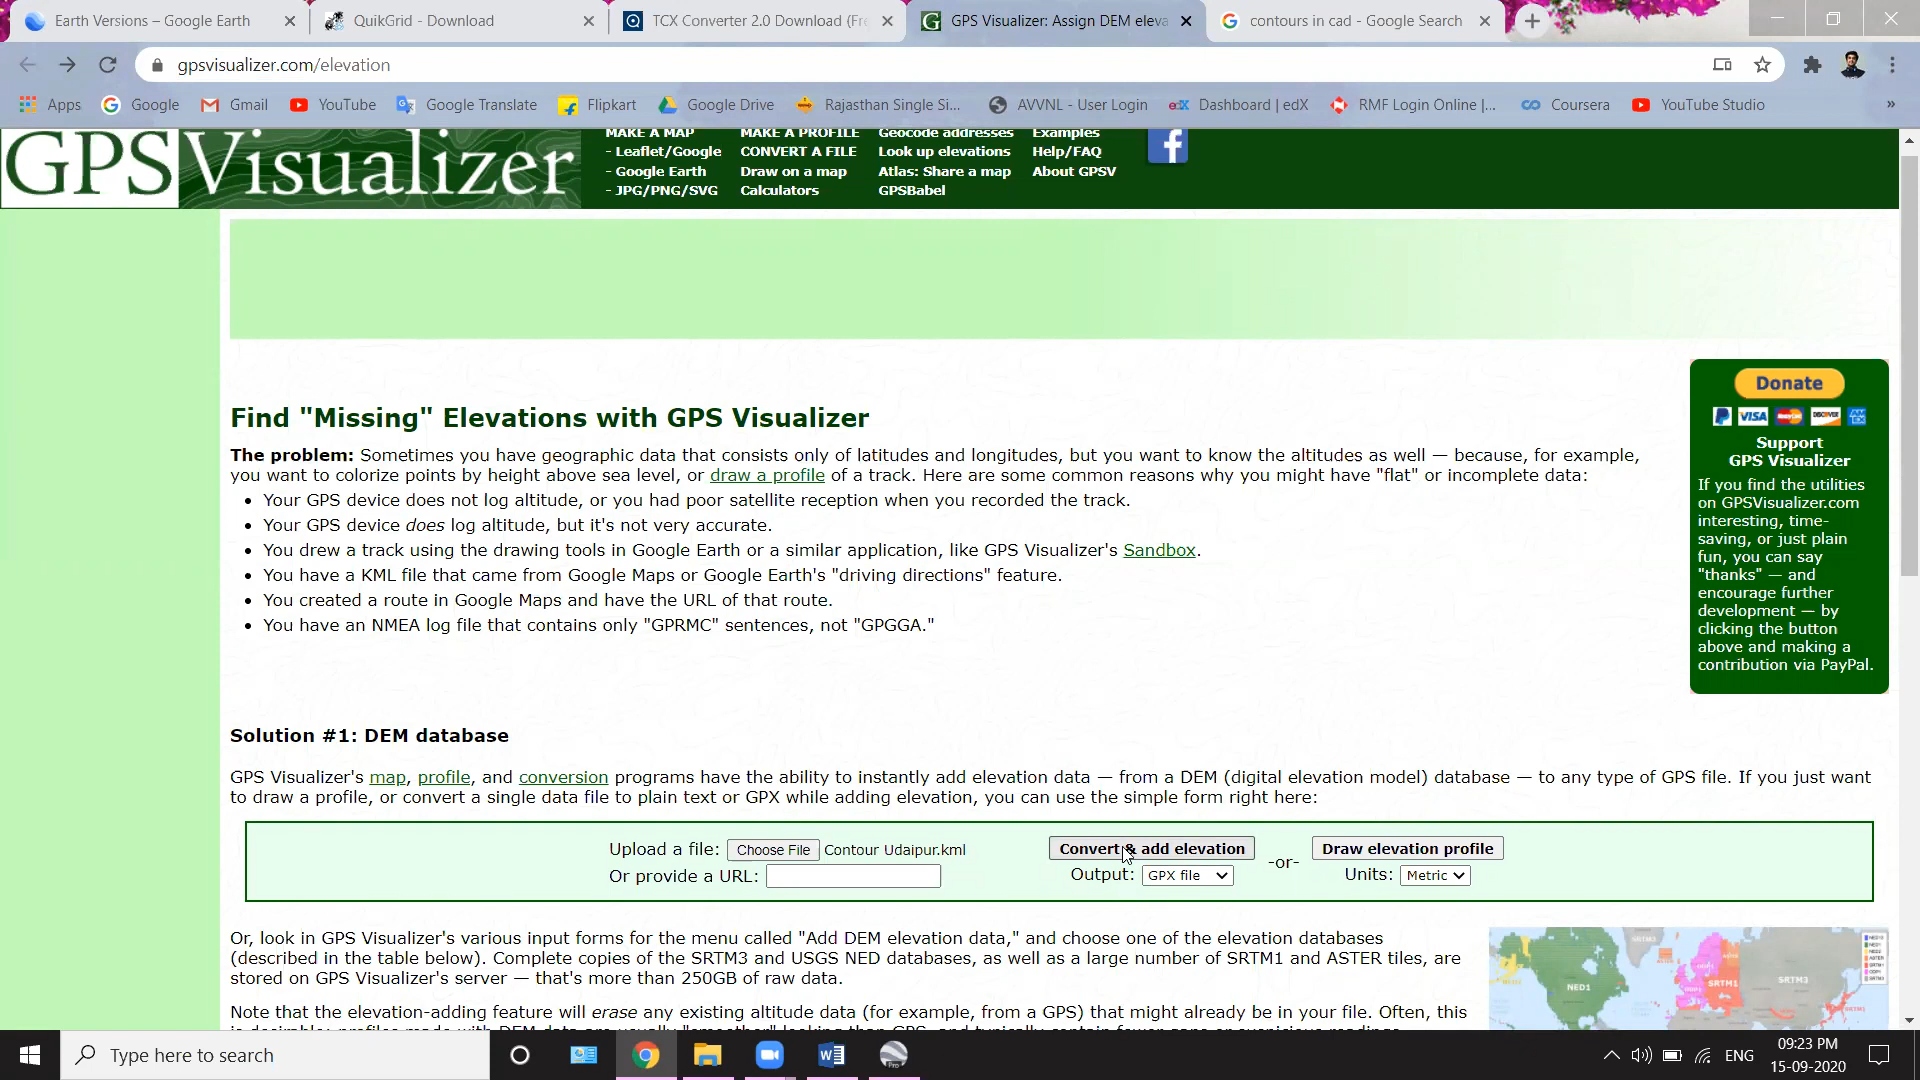 Earth Versions – Google Earth
QuikGrid - Download
TCX Converter 2.0 Download (Fre
GPS Visualizer: Assign DEM eleva
contours in cad - Google Search
gpsvisualizer.com/elevation
Apps
Google
Gmail
YouTube
Google Translate
Flipkart
Google Drive
Rajasthan Single Si...
AVVNL - User Login
Dashboard | edX
RMF Login Online |...
Coursera
YouTube Studio
GPSVisualizer
MAKE A MAP
- Leaflet/Google
- Google Earth
- JPG/PNG/SVG
MAKE A PROFILE
CONVERT A FILE
Draw on a map
Calculators
Geocode addresses
Look up elevations
Atlas: Share a map
GPSBabel
Examples
Help/FAQ
About GPSV
Find "Missing" Elevations with GPS Visualizer
The problem: Sometimes you have geographic data that consists only of latitudes and longitudes, but you want to know the altitudes as well — because, for example,
you want to colorize points by height above sea level, or draw a profile of a track. Here are some common reasons why you might have "flat" or incomplete data:
• Your GPS device does not log altitude, or you had poor satellite reception when you recorded the track.
• Your GPS device does log altitude, but it's not very accurate.
• You drew a track using the drawing tools in Google Earth or a similar application, like GPS Visualizer's Sandbox.
• You have a KML file that came from Google Maps or Google Earth's "driving directions" feature.
• You created a route in Google Maps and have the URL of that route.
• You have an NMEA log file that contains only "GPRMC" sentences, not "GPGGA."
Donate
PayPal VISA DISCOVER
Support
GPS Visualizer
If you find the utilities
on GPSVisualizer.com
interesting, time-
saving, or just plain
fun, you can say
"thanks" — and
encourage further
development — by
clicking the button
above and making a
contribution via PayPal.
Solution #1: DEM database
GPS Visualizer's map, profile, and conversion programs have the ability to instantly add elevation data — from a DEM (digital elevation model) database — to any type of GPS file. If you just want
to draw a profile, or convert a single data file to plain text or GPX while adding elevation, you can use the simple form right here:
Upload a file: Choose File Contour Udaipur.kml
Or provide a URL:
Convert & add elevation
Output: GPX file
-or-
Draw elevation profile
Units: Metric
Or, look in GPS Visualizer's various input forms for the menu called "Add DEM elevation data," and choose one of the elevation databases
(described in the table below). Complete copies of the SRTM3 and USGS NED databases, as well as a large number of SRTM1 and ASTER tiles, are
stored on GPS Visualizer's server — that's more than 250GB of raw data.
Note that the elevation-adding feature will erase any existing altitude data (for example, from a GPS) that might already be in your file. Often, this
NED1
SRTM1
SRTM3
Type here to search
Pro
ENG
09:23 PM
15-09-2020